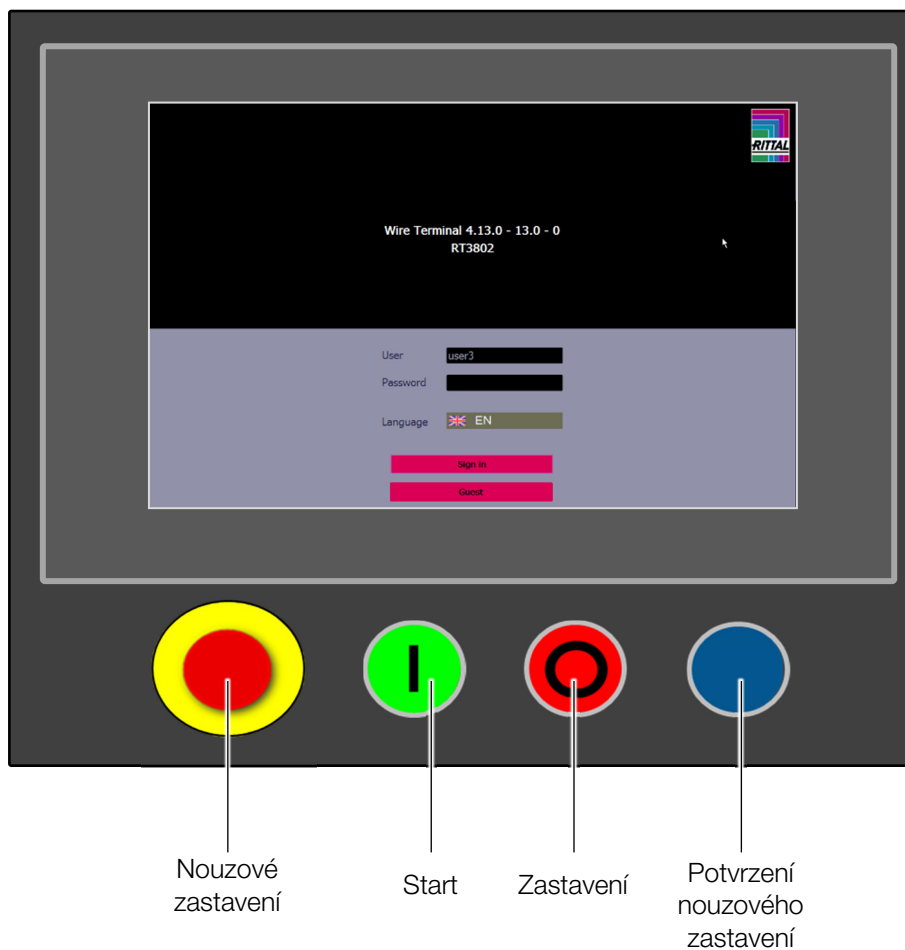 RITTAL
Wire Terminal 4.13.0 - 13.0 - 0
RT3802
User user3
Password
Language EN
Sign In
Guest
Nouzové
zastavení
Start
Zastavení
Potvrzení
nouzového
zastavení